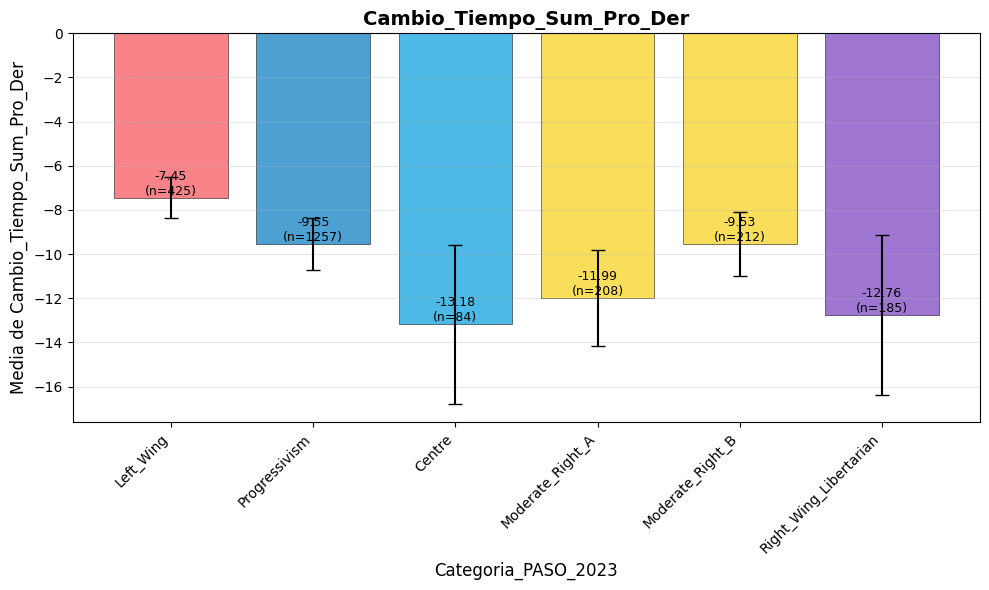 Cambio_Tiempo_Sum_Pro_Der
Media de Cambio_Tiempo_Sum_Pro_Der
0
−2
−4
−6
−8
−10
−12
−14
−16
-7.45
(n=425)
-9.55
(n=1257)
-13.18
(n=84)
-11.99
(n=208)
-9.53
(n=212)
-12.76
(n=185)
Left_Wing
Progressivism
Centre
Moderate_Right_A
Moderate_Right_B
Right_Wing_Libertarian
Categoria_PASO_2023